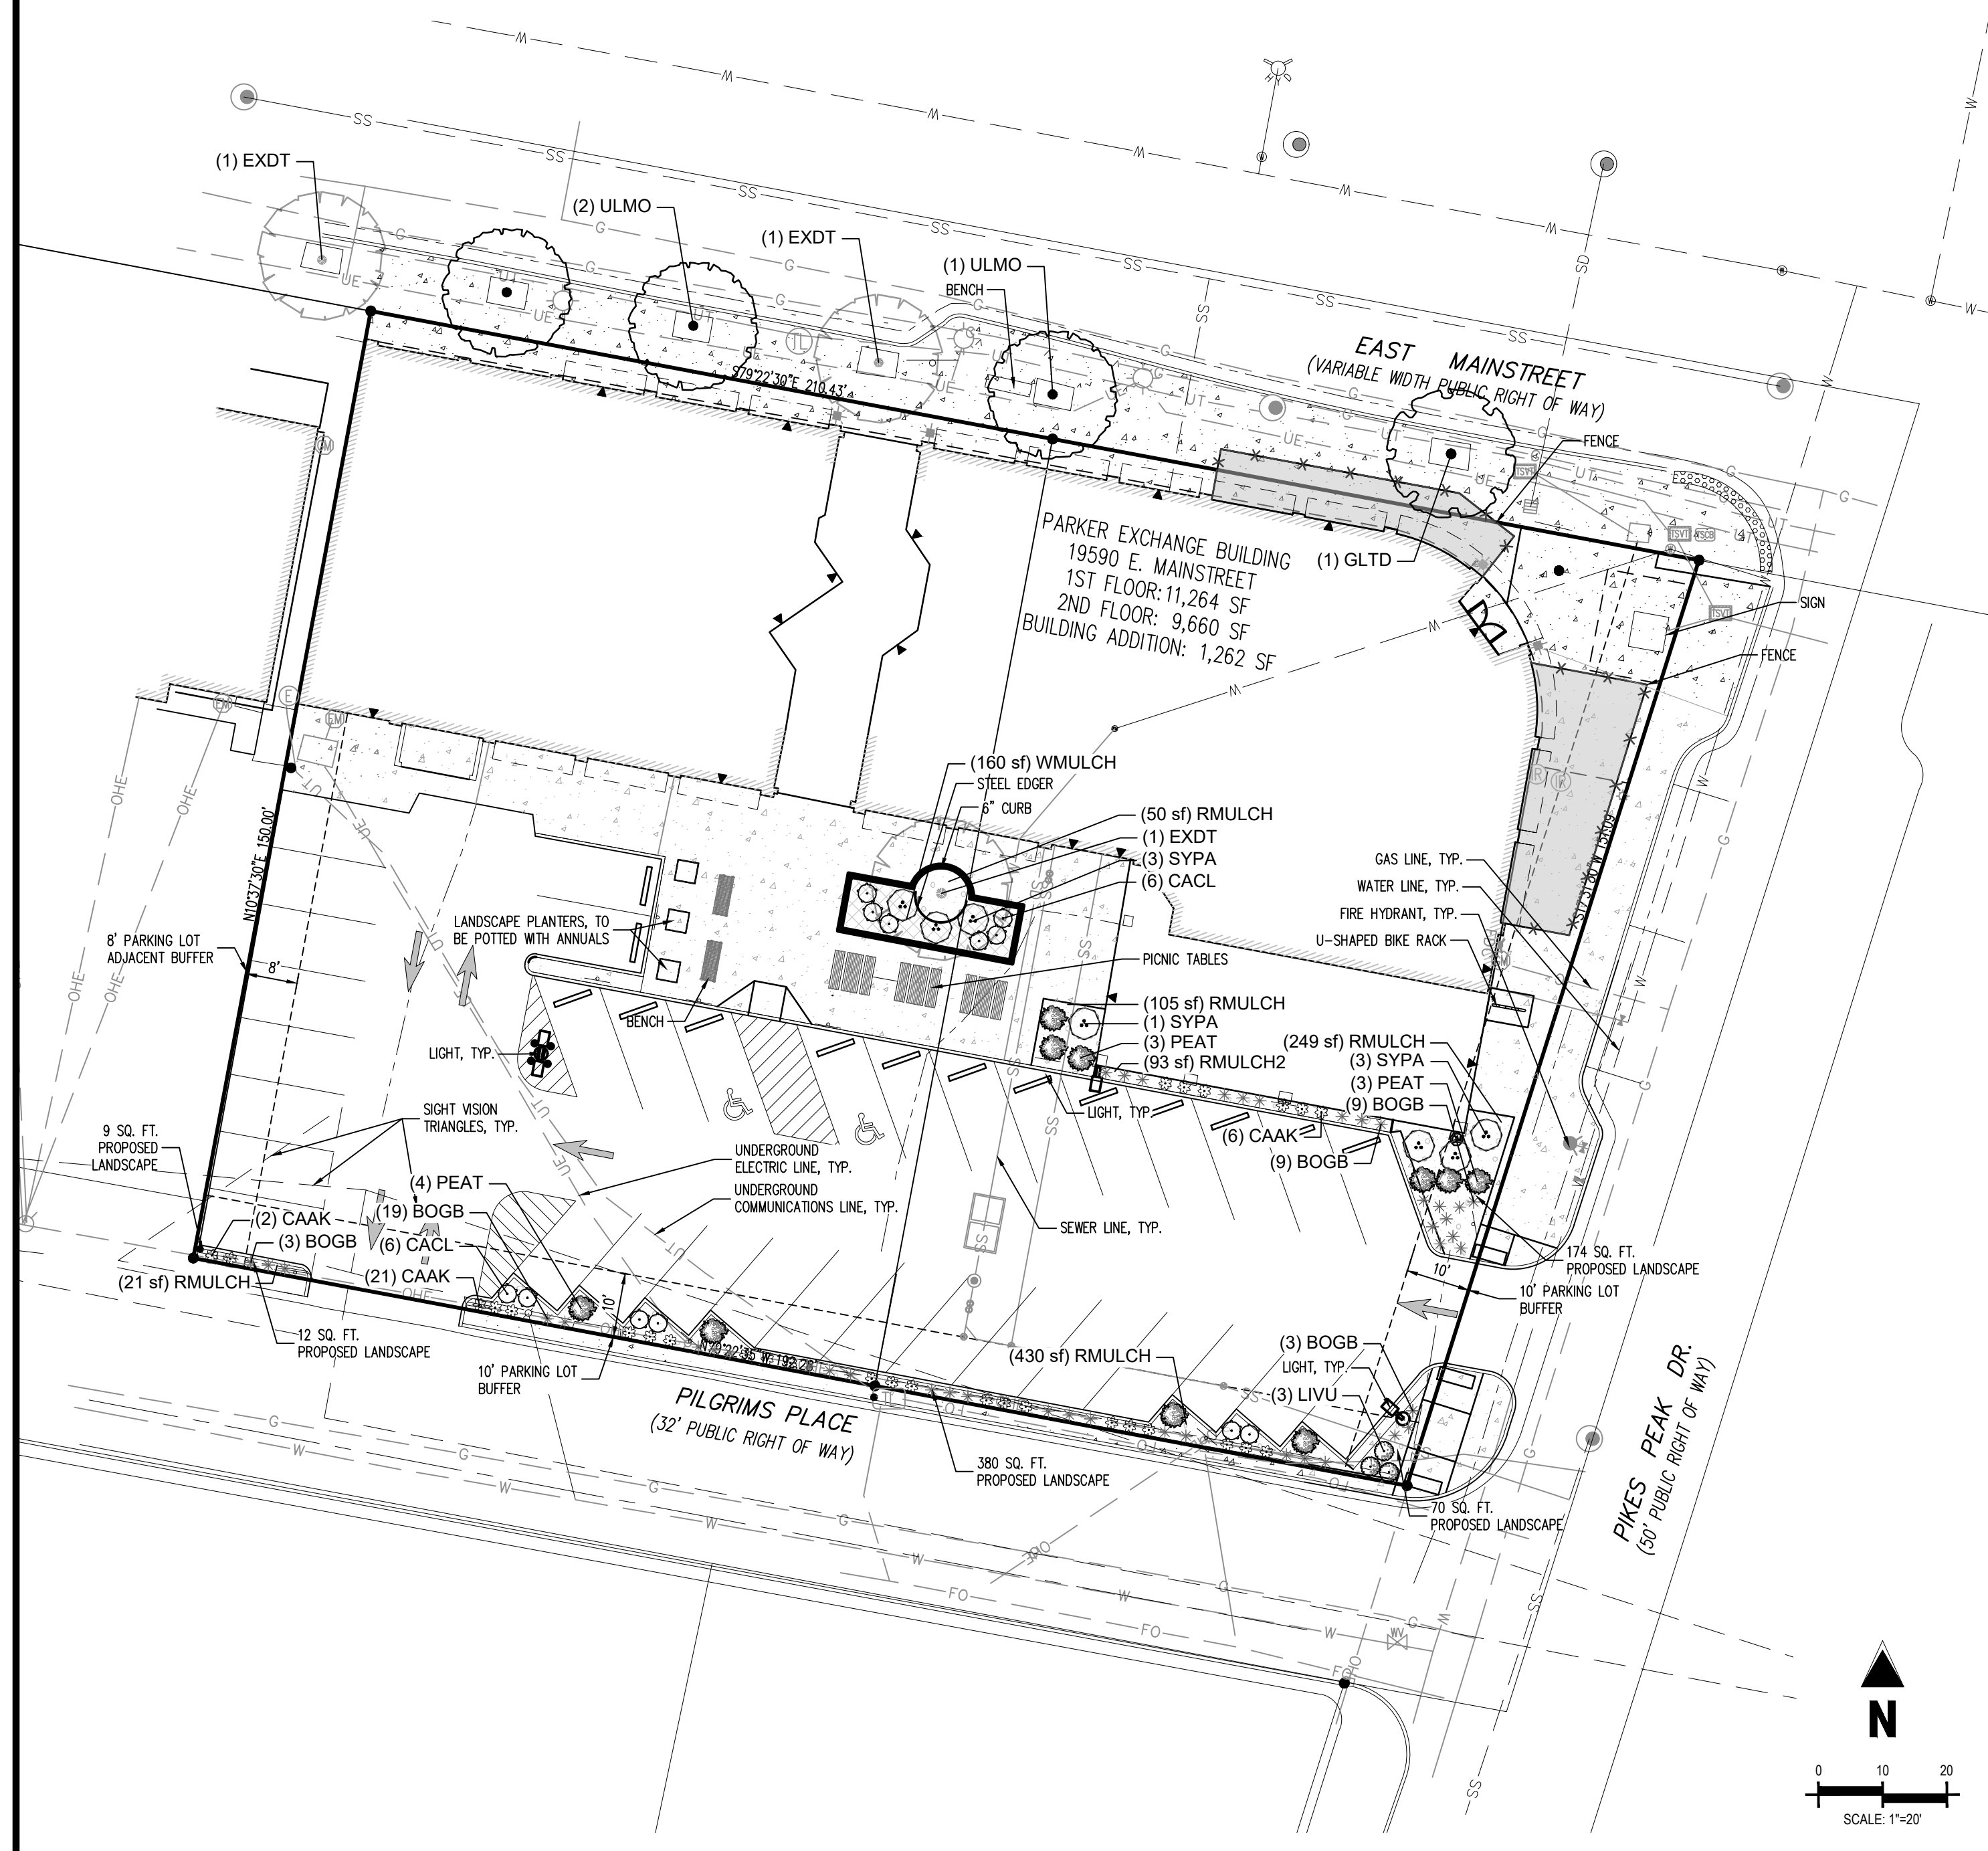 (1) EXDT
(2) ULMO
(1) EXDT
(1) ULMO
BENCH
EAST MAINSTREET
(VARIABLE WIDTH PUBLIC RIGHT OF WAY)
FENCE
S79°22'30"E 210.43'
PARKER EXCHANGE BUILDING
19590 E. MAINSTREET
1ST FLOOR: 11,264 SF
2ND FLOOR: 9,660 SF
BUILDING ADDITION: 1,262 SF
(1) GLTD
SIGN
FENCE
(160 sf) WMULCH
STEEL EDGER
6" CURB
(50 sf) RMULCH
(1) EXDT
(3) SYPA
(6) CACL
N10°37'30"E 150.00'
GAS LINE, TYP.
WATER LINE, TYP.
FIRE HYDRANT, TYP.
U-SHAPED BIKE RACK
LANDSCAPE PLANTERS, TO
BE POTTED WITH ANNUALS
8' PARKING LOT
ADJACENT BUFFER
8'
PICNIC TABLES
BENCH
LIGHT, TYP.
(105 sf) RMULCH
(1) SYPA
(3) PEAT
(93 sf) RMULCH2
(249 sf) RMULCH
(3) SYPA
(3) PEAT
(9) BOGB
LIGHT, TYP.
(6) CAAK
(9) BOGB
SIGHT VISION
TRIANGLES, TYP.
9 SQ. FT.
PROPOSED
LANDSCAPE
UNDERGROUND
ELECTRIC LINE, TYP.
UNDERGROUND
COMMUNICATIONS LINE, TYP.
(4) PEAT
(19) BOGB
(6) CACL
(21) CAAK
(2) CAAK
(3) BOGB
(21 sf) RMULCH
SEWER LINE, TYP.
174 SQ. FT.
PROPOSED LANDSCAPE
10'
10' PARKING LOT
BUFFER
12 SQ. FT.
PROPOSED LANDSCAPE
10'
10' PARKING LOT
BUFFER
N79°22'35"W 192.28'
(430 sf) RMULCH
(3) BOGB
LIGHT, TYP.
(3) LIVU
PILGRIMS PLACE
(32' PUBLIC RIGHT OF WAY)
380 SQ. FT.
PROPOSED LANDSCAPE
70 SQ. FT.
PROPOSED LANDSCAPE
PIKES PEAK DR.
(50' PUBLIC RIGHT OF WAY)
N
0 10 20
SCALE: 1"=20'